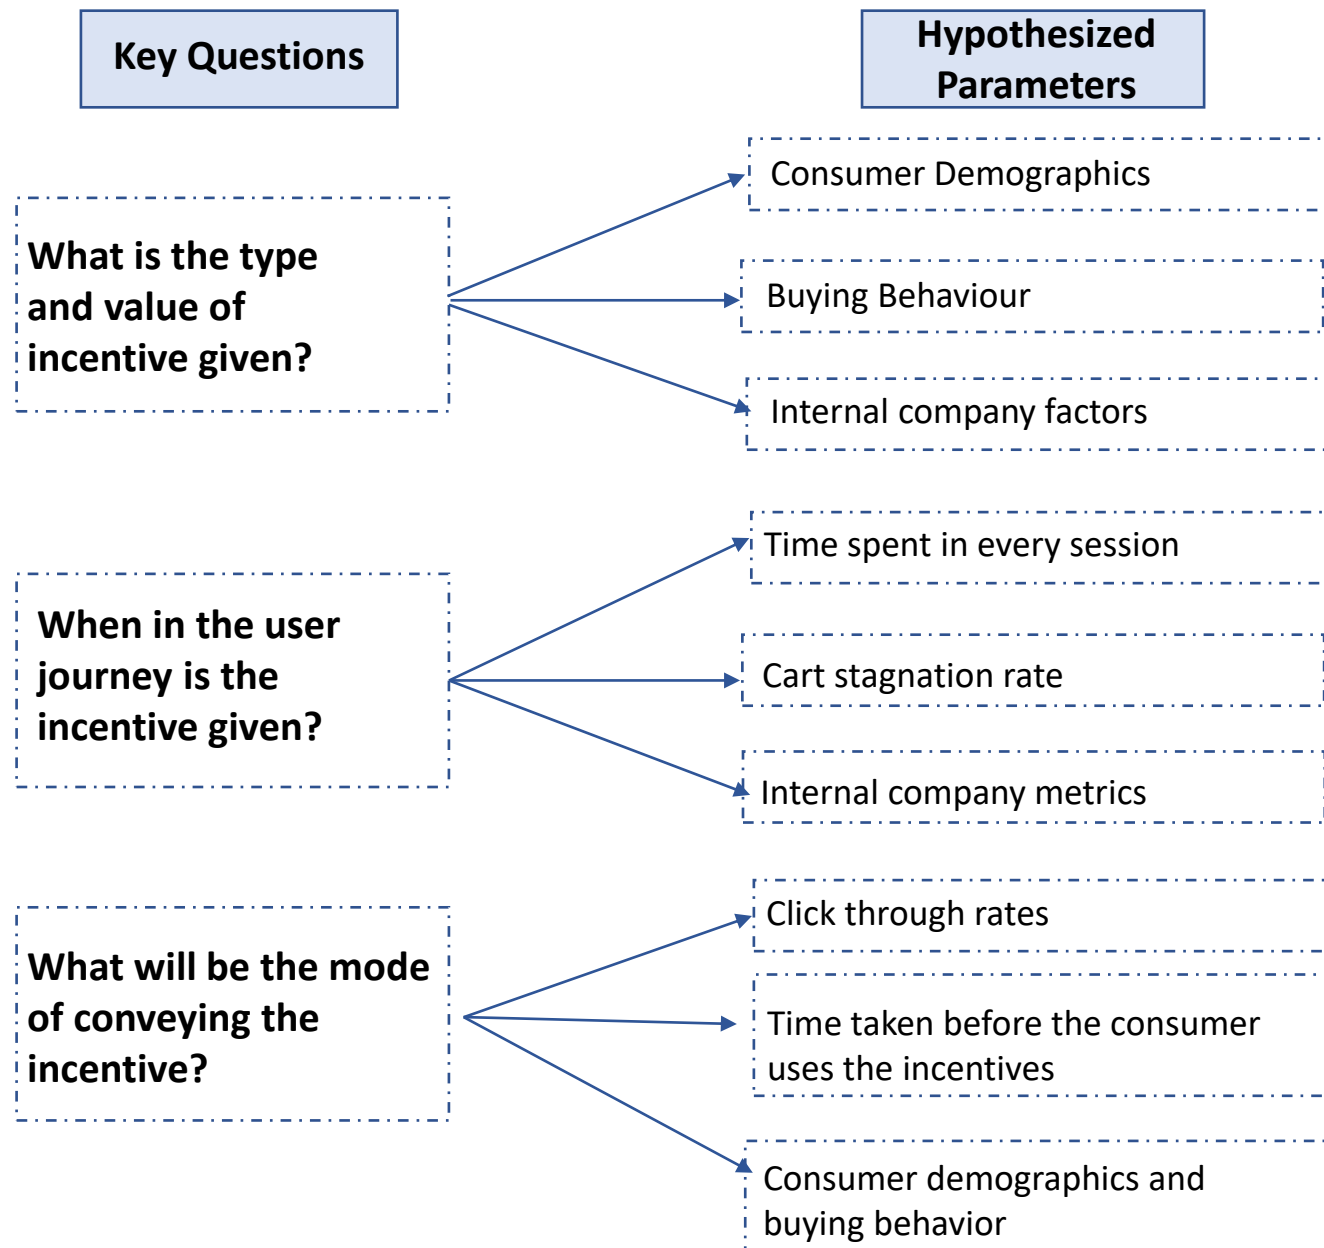 Key Questions
Hypothesized
Parameters
What is the type
and value of
incentive given?
Consumer Demographics
Buying Behaviour
Internal company factors
When in the user
journey is the
incentive given?
Time spent in every session
Cart stagnation rate
Internal company metrics
What will be the mode
of conveying the
incentive?
Click through rates
Time taken before the consumer
uses the incentives
Consumer demographics and
buying behavior